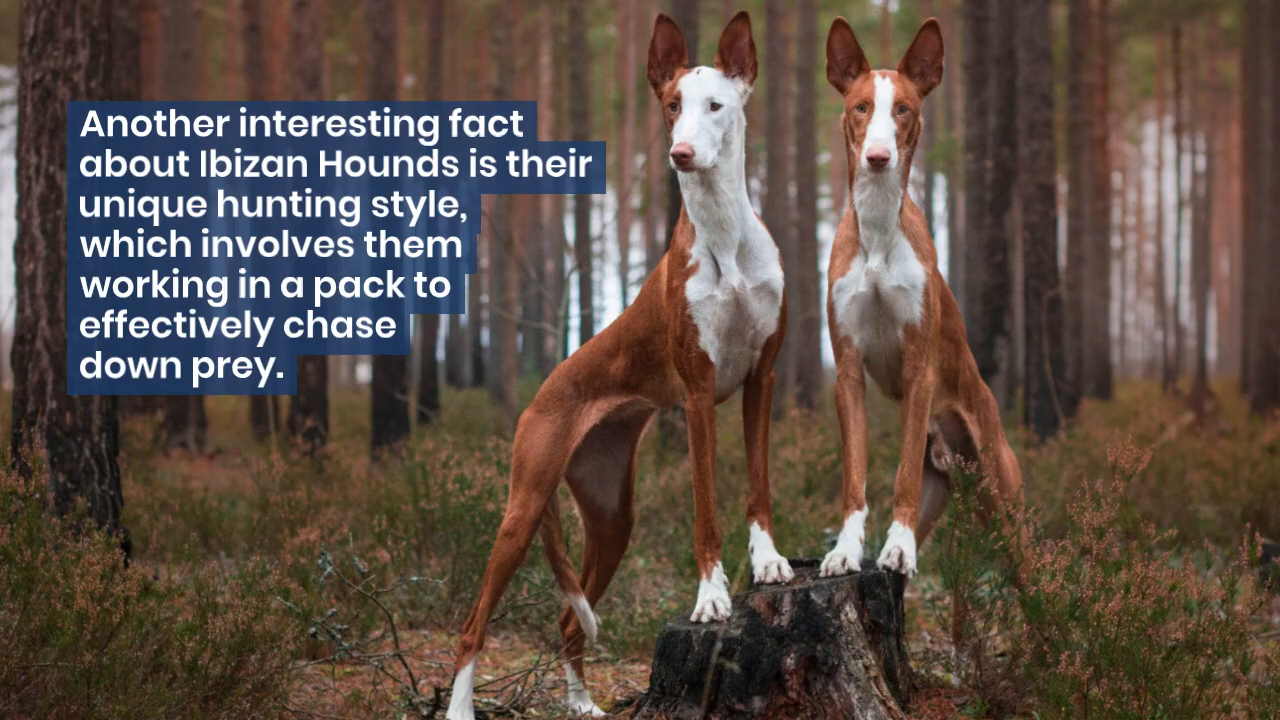 Another interesting fact
about Ibizan Hounds is their
unique hunting style,
which involves them
working in a pack to
effectively chase
down prey.